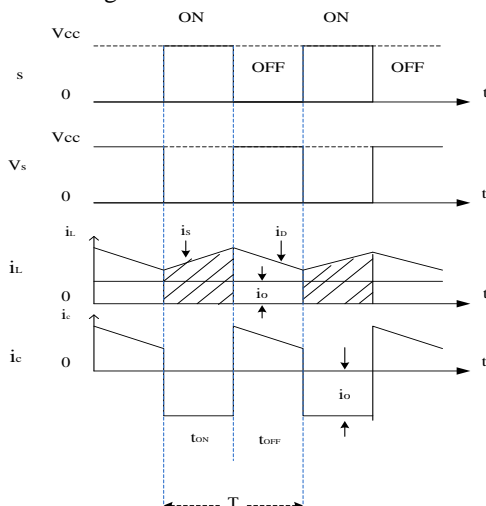 ON ON
Vcc
s OFF OFF
0 t
Vcc
Vs
0 t
iL iS iD
iL
0 io t
ic
ic 0 t
io
tON tOFF
T